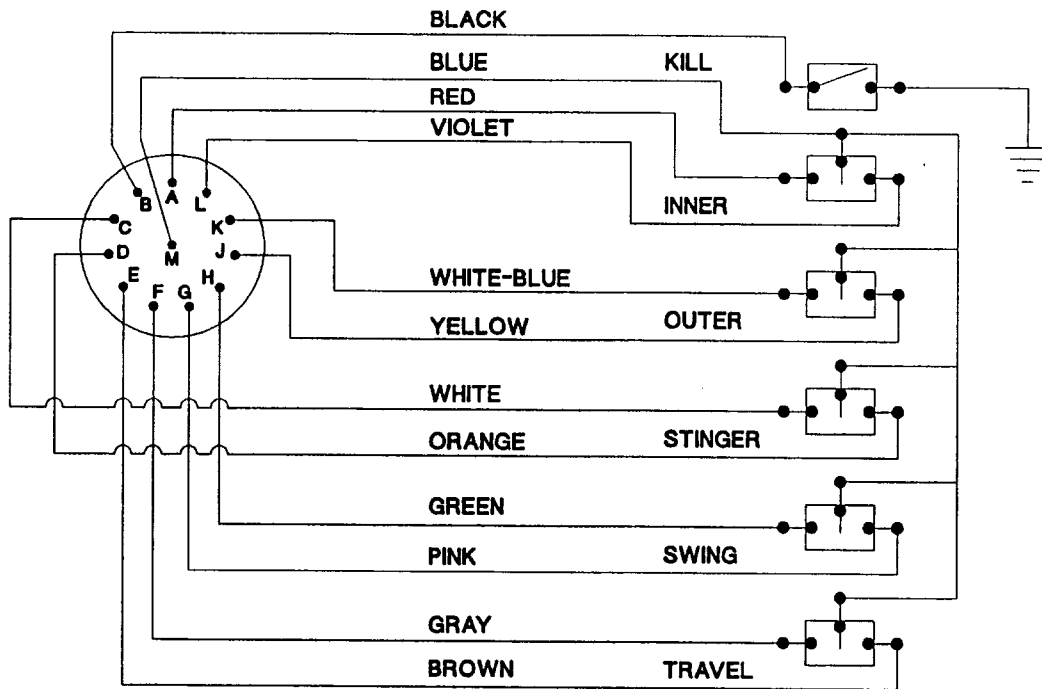 BLACK
BLUE KILL
RED
VIOLET
B A L
INNER
C K
D M J
E H
F G
WHITE-BLUE
YELLOW OUTER
WHITE
ORANGE STINGER
GREEN
PINK SWING
GRAY
BROWN TRAVEL